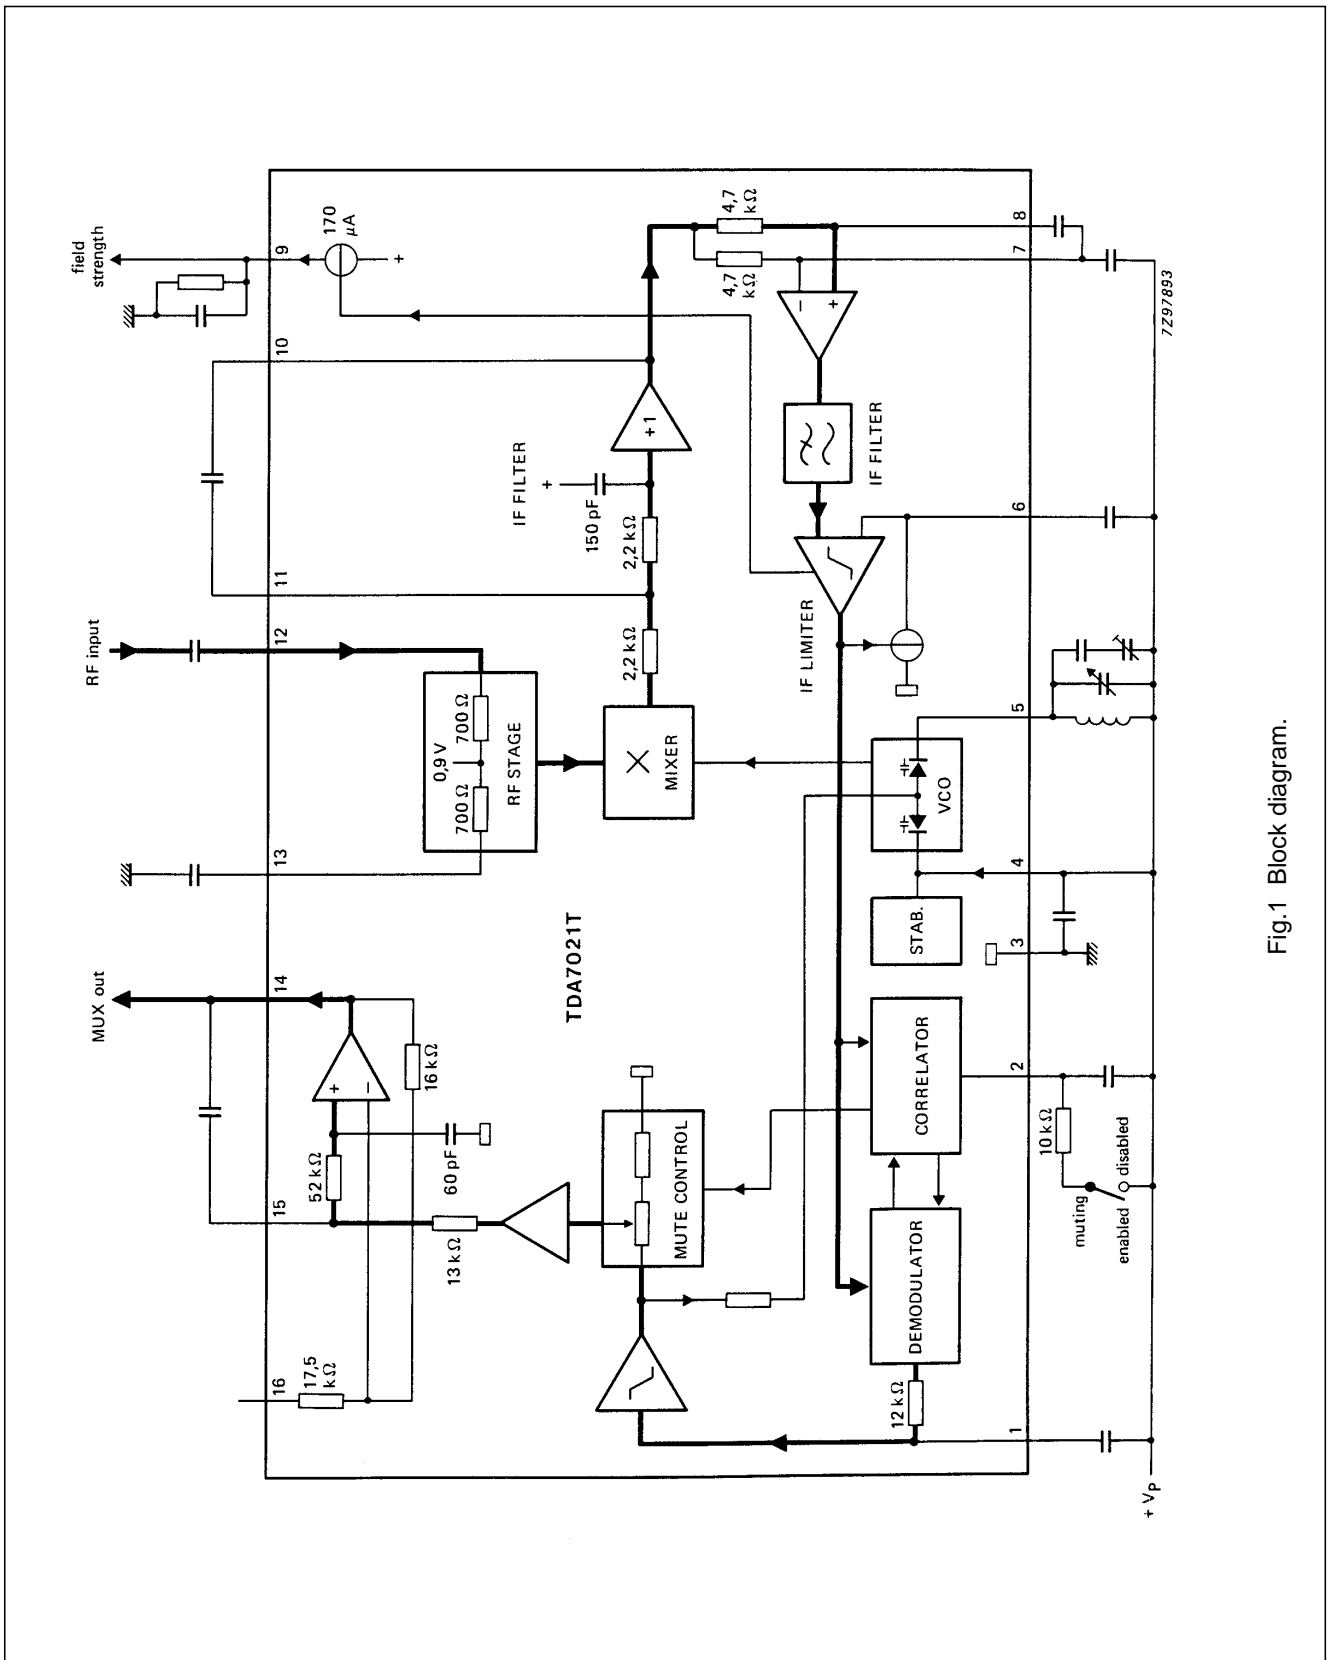 MUX out
RF input
field
strength
16
15
14
13
12
11
10
9
17,5
kΩ
52 kΩ
+
−
60 pF
16 kΩ
13 kΩ
TDA7021T
700 Ω
0,9 V
700 Ω
RF STAGE
IF FILTER
+
150 pF
170
μA
+
MUTE CONTROL
MIXER
2,2 kΩ
2,2 kΩ
+1
4,7
kΩ
4,7
kΩ
−
+
IF LIMITER
IF FILTER
12 kΩ
DEMODULATOR
CORRELATOR
STAB.
VCO
1
2
3
4
5
6
7
8
10 kΩ
muting
enabled
disabled
+ VP
7Z97893
Fig.1 Block diagram.